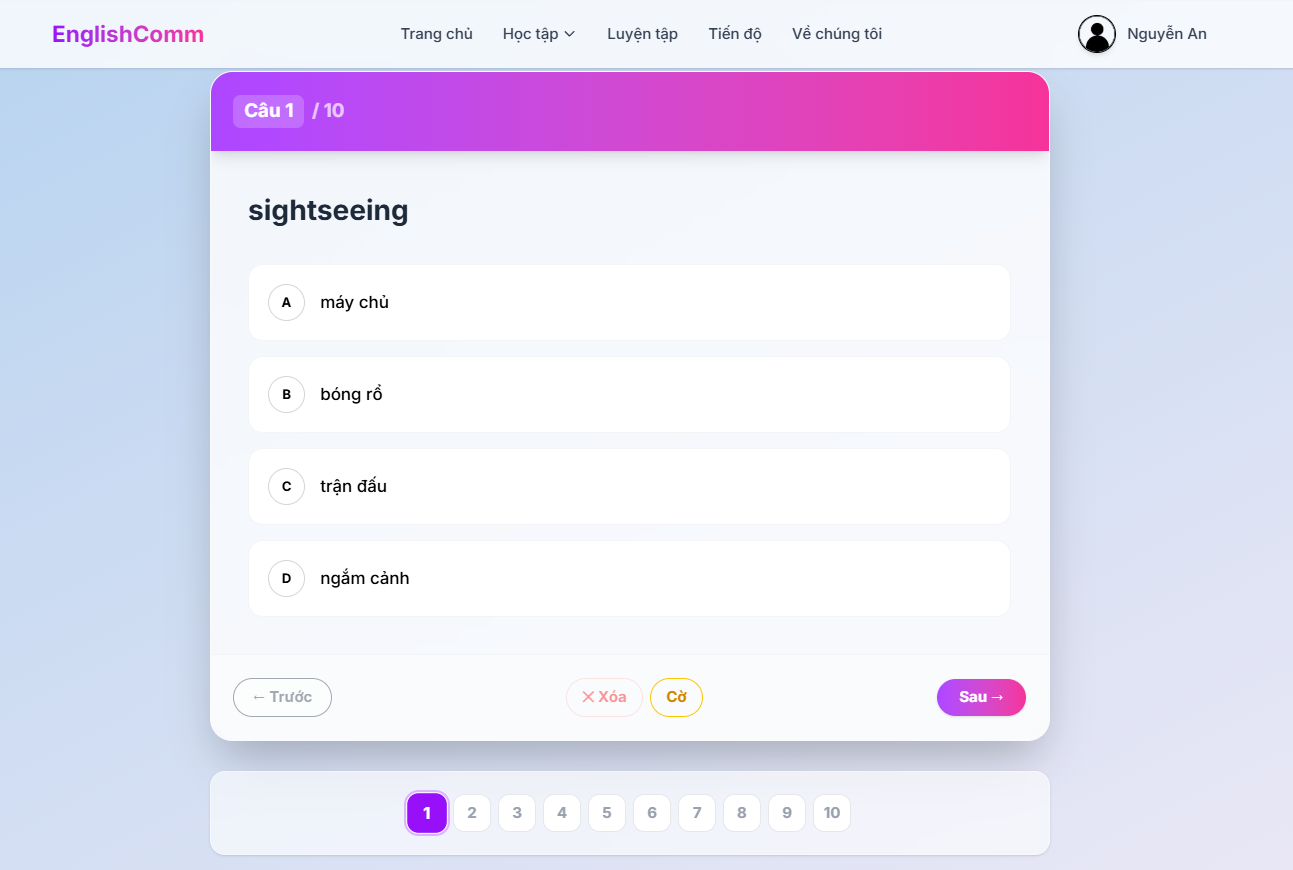 EnglishComm
Trang chủ
Học tập
Luyện tập
Tiến độ
Về chúng tôi
Nguyễn An
Câu 1 / 10
sightseeing
A máy chủ
B bóng rổ
C trận đấu
D ngắm cảnh
← Trước
✕ Xóa
Cờ
Sau →
1 2 3 4 5 6 7 8 9 10